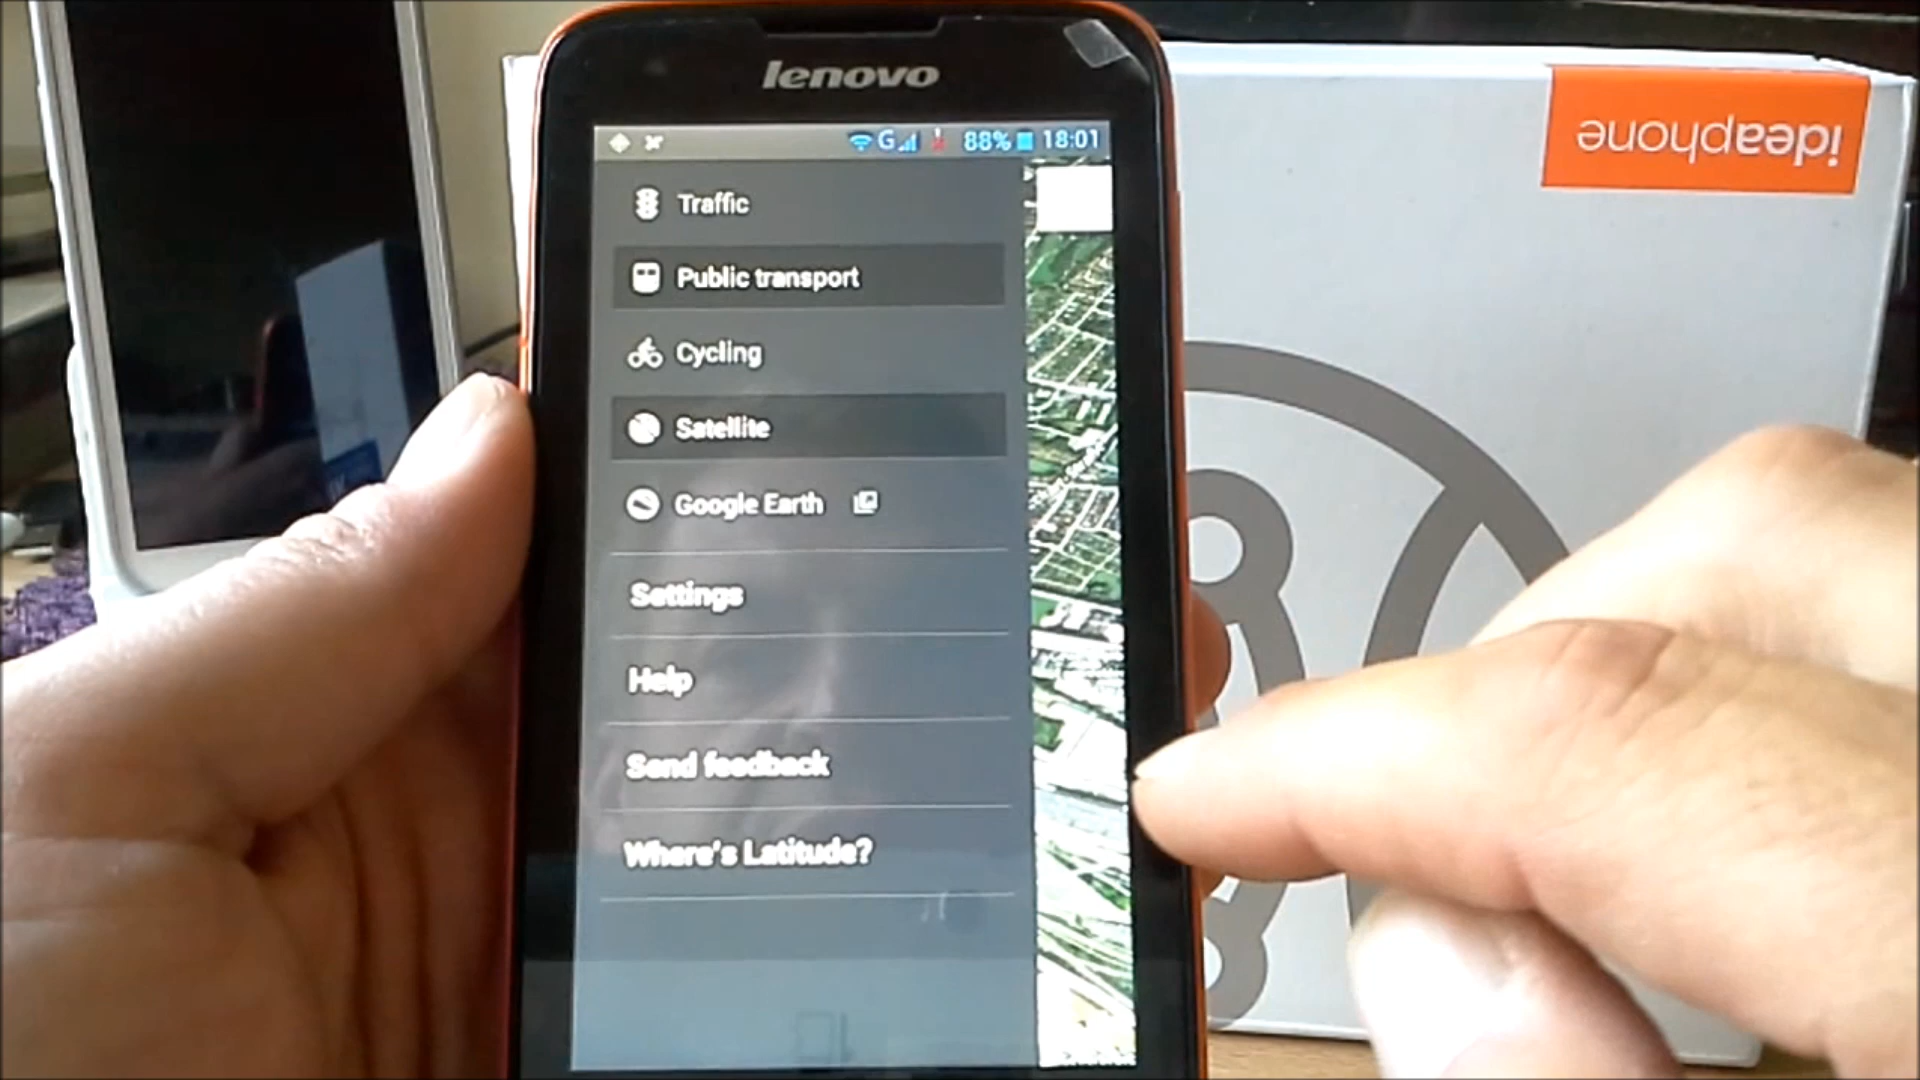 lenovo
G 88% 18:01
ideaphone
Traffic
Public transport
Cycling
Satellite
Google Earth
Settings
Help
Send feedback
Where's Latitude?